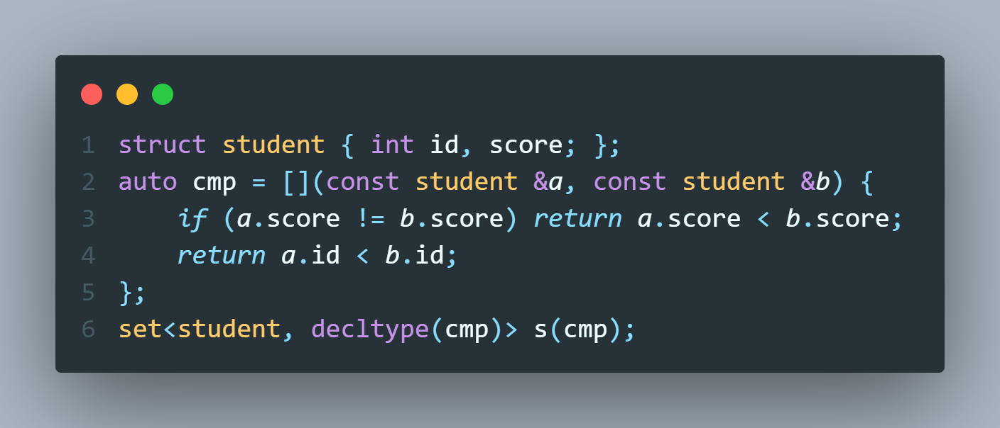 1 struct student { int id, score; };
2 auto cmp = [](const student &a, const student &b) {
3     if (a.score != b.score) return a.score < b.score;
4     return a.id < b.id;
5 };
6 set<student, decltype(cmp)> s(cmp);